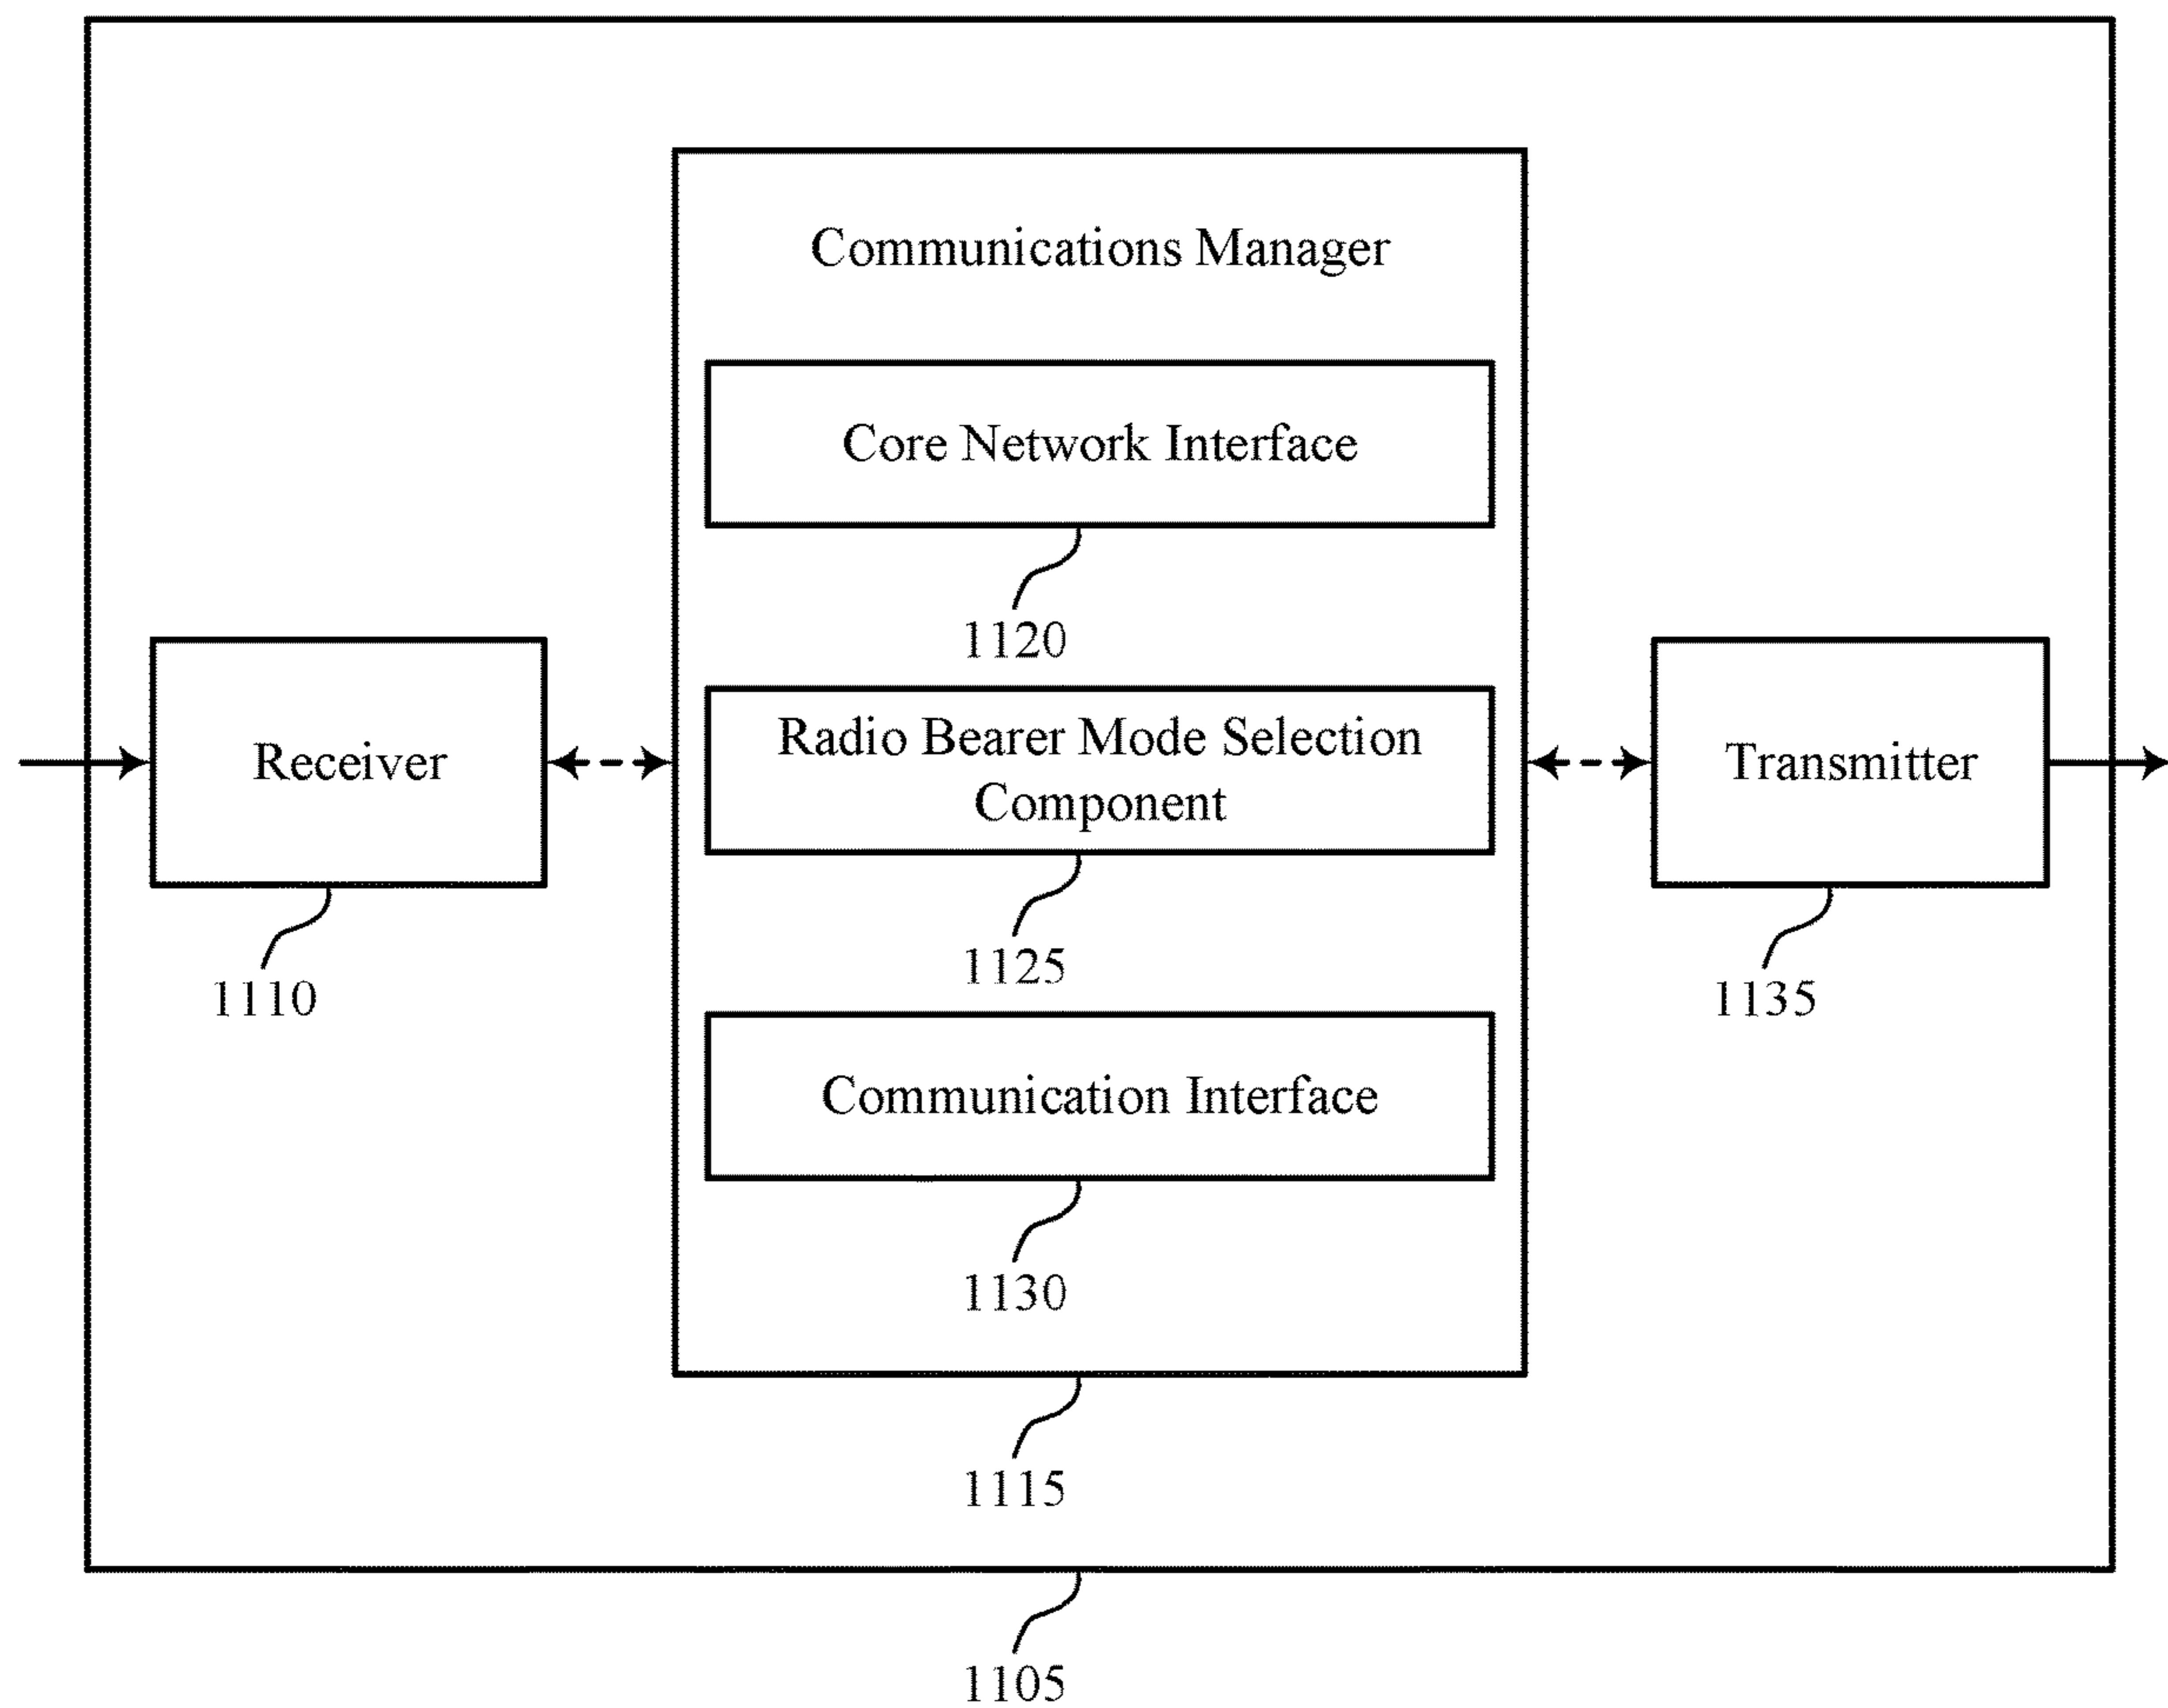 Communications Manager
Core Network Interface
1120
Receiver
1110
Radio Bearer Mode Selection
Component
1125
Transmitter
1135
Communication Interface
1130
1115
1105